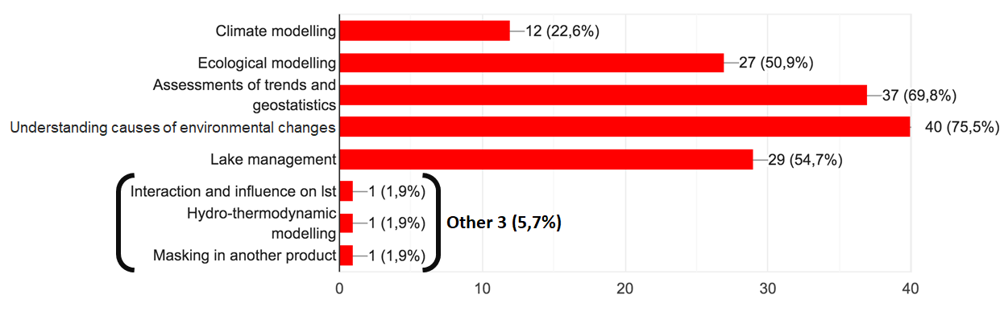 Climate modelling
12 (22,6%)
Ecological modelling
27 (50,9%)
Assessments of trends and
geostatistics
37 (69,8%)
Understanding causes of environmental changes
40 (75,5%)
Lake management
29 (54,7%)
Interaction and influence on lst
1 (1,9%)
Hydro-thermodynamic
modelling
1 (1,9%)
Other 3 (5,7%)
Masking in another product
1 (1,9%)
0 10 20 30 40